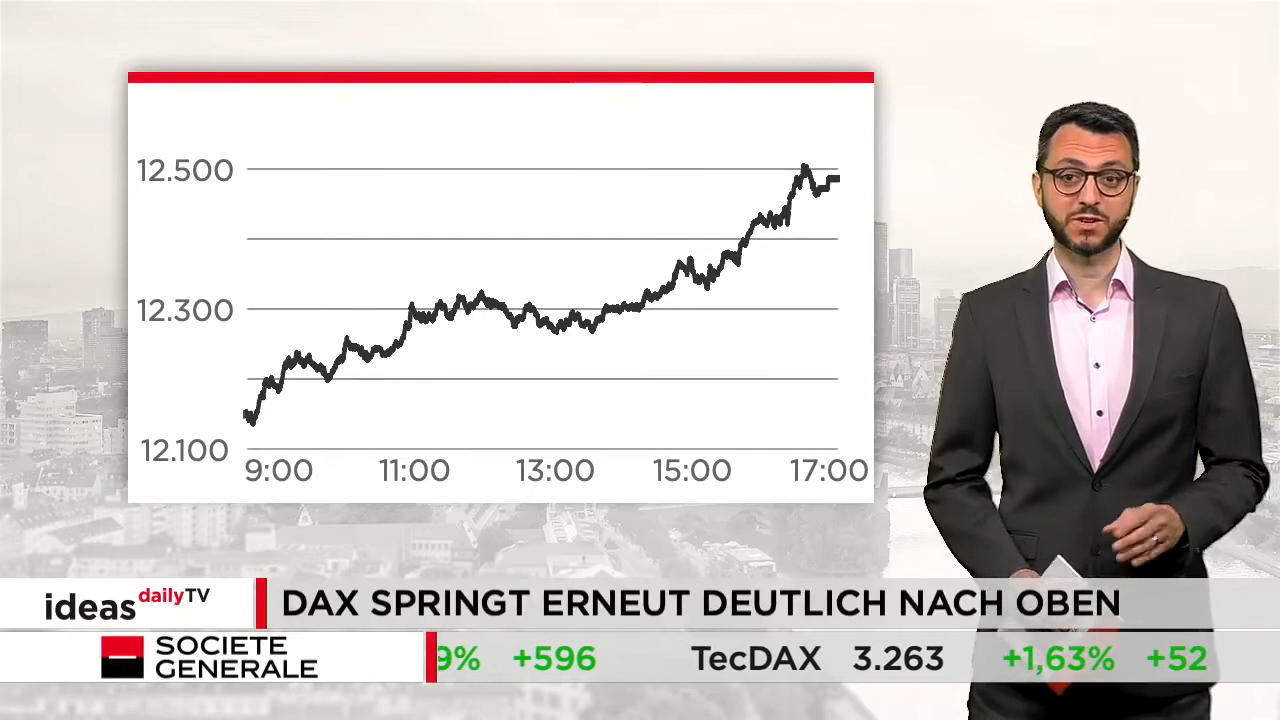 12.500
12.300
12.100
9:00 11:00 13:00 15:00 17:00
ideas dailyTV
DAX SPRINGT ERNEUT DEUTLICH NACH OBEN
SOCIETE
GENERALE
9% +596 TecDAX 3.263 +1,63% +52